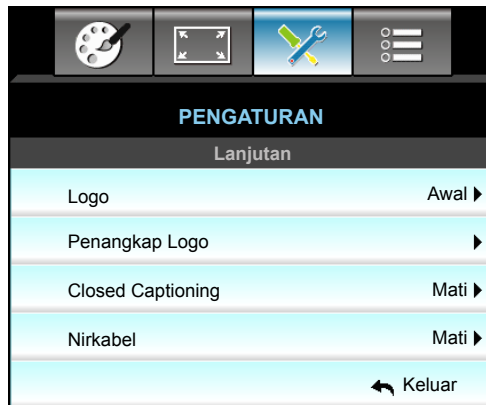 PENGATURAN
Lanjutan
Logo Awal
Penangkap Logo
Closed Captioning Mati
Nirkabel Mati
Keluar